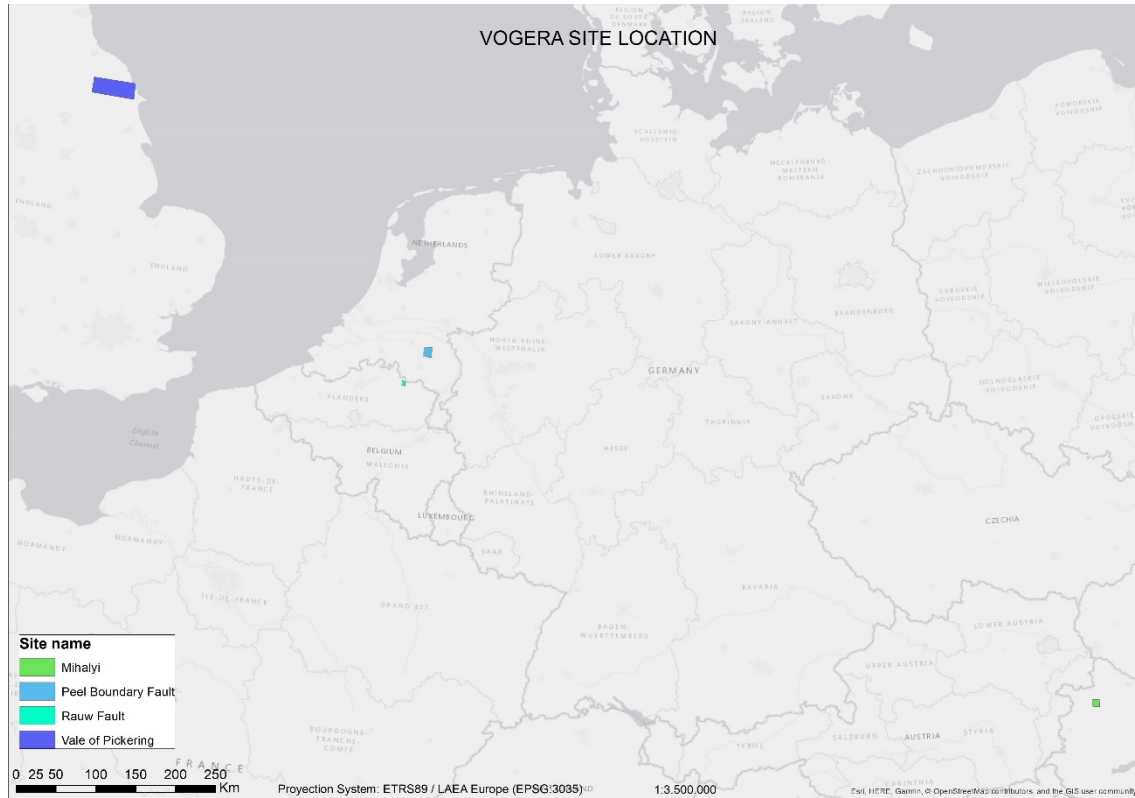 REGION
OF SOUTH
DENMARK
REGION
ZEALAND
VOGERA SITE LOCATION
POMORSKIE
VOIVODSHIP
SCHLESWIG-
HOLSTEIN
MECKLENBURG-
WESTERN
POMERANIA
ZACHODNIOPOMORSKIE
VOIVODSHIP
ENGLAND
NETHERLANDS
ENGLAND
LOWER SAXONY
LUBUSKIE
VOIVODSHIP
WIELKOPOLSKIE
VOIVODSHIP
BRANDENBURG
SAXONY-ANHALT
NORTH RHINE-
WESTPHALIA
GERMANY
DOLNOŚLĄSKIE
VOIVODSHIP
FLANDERS
SAXONY
THURINGIA
OPOLSKIE
VOIVODSHIP
English
Channel
BELGIUM
WALLONIA
HESSE
HAUTS-DE-
FRANCE
RHINELAND-
PALATINATE
LUXEMBOURG
CZECHIA
NORMANDY
NORMANDY
SAAR
ILE-DE-FRANCE
GRAND EST
BAVARIA
BADEN-
WUERTTEMBERG
LOWER AUSTRIA
UPPER AUSTRIA
Site name
Mihalyi
Peel Boundary Fault
Rauw Fault
Vale of Pickering
BOURGOGNE-
FRANCHE-
COMTE
TYROL
SALZBURG
AUSTRIA
STYRIA
CARINTHIA
FRANCE
0 25 50 100 150 200 250
Km
Proyection System: ETRS89 / LAEA Europe (EPSG:3035)
1:3.500,000
Esri, HERE, Garmin, © OpenStreetMap contributors, and the GIS user community